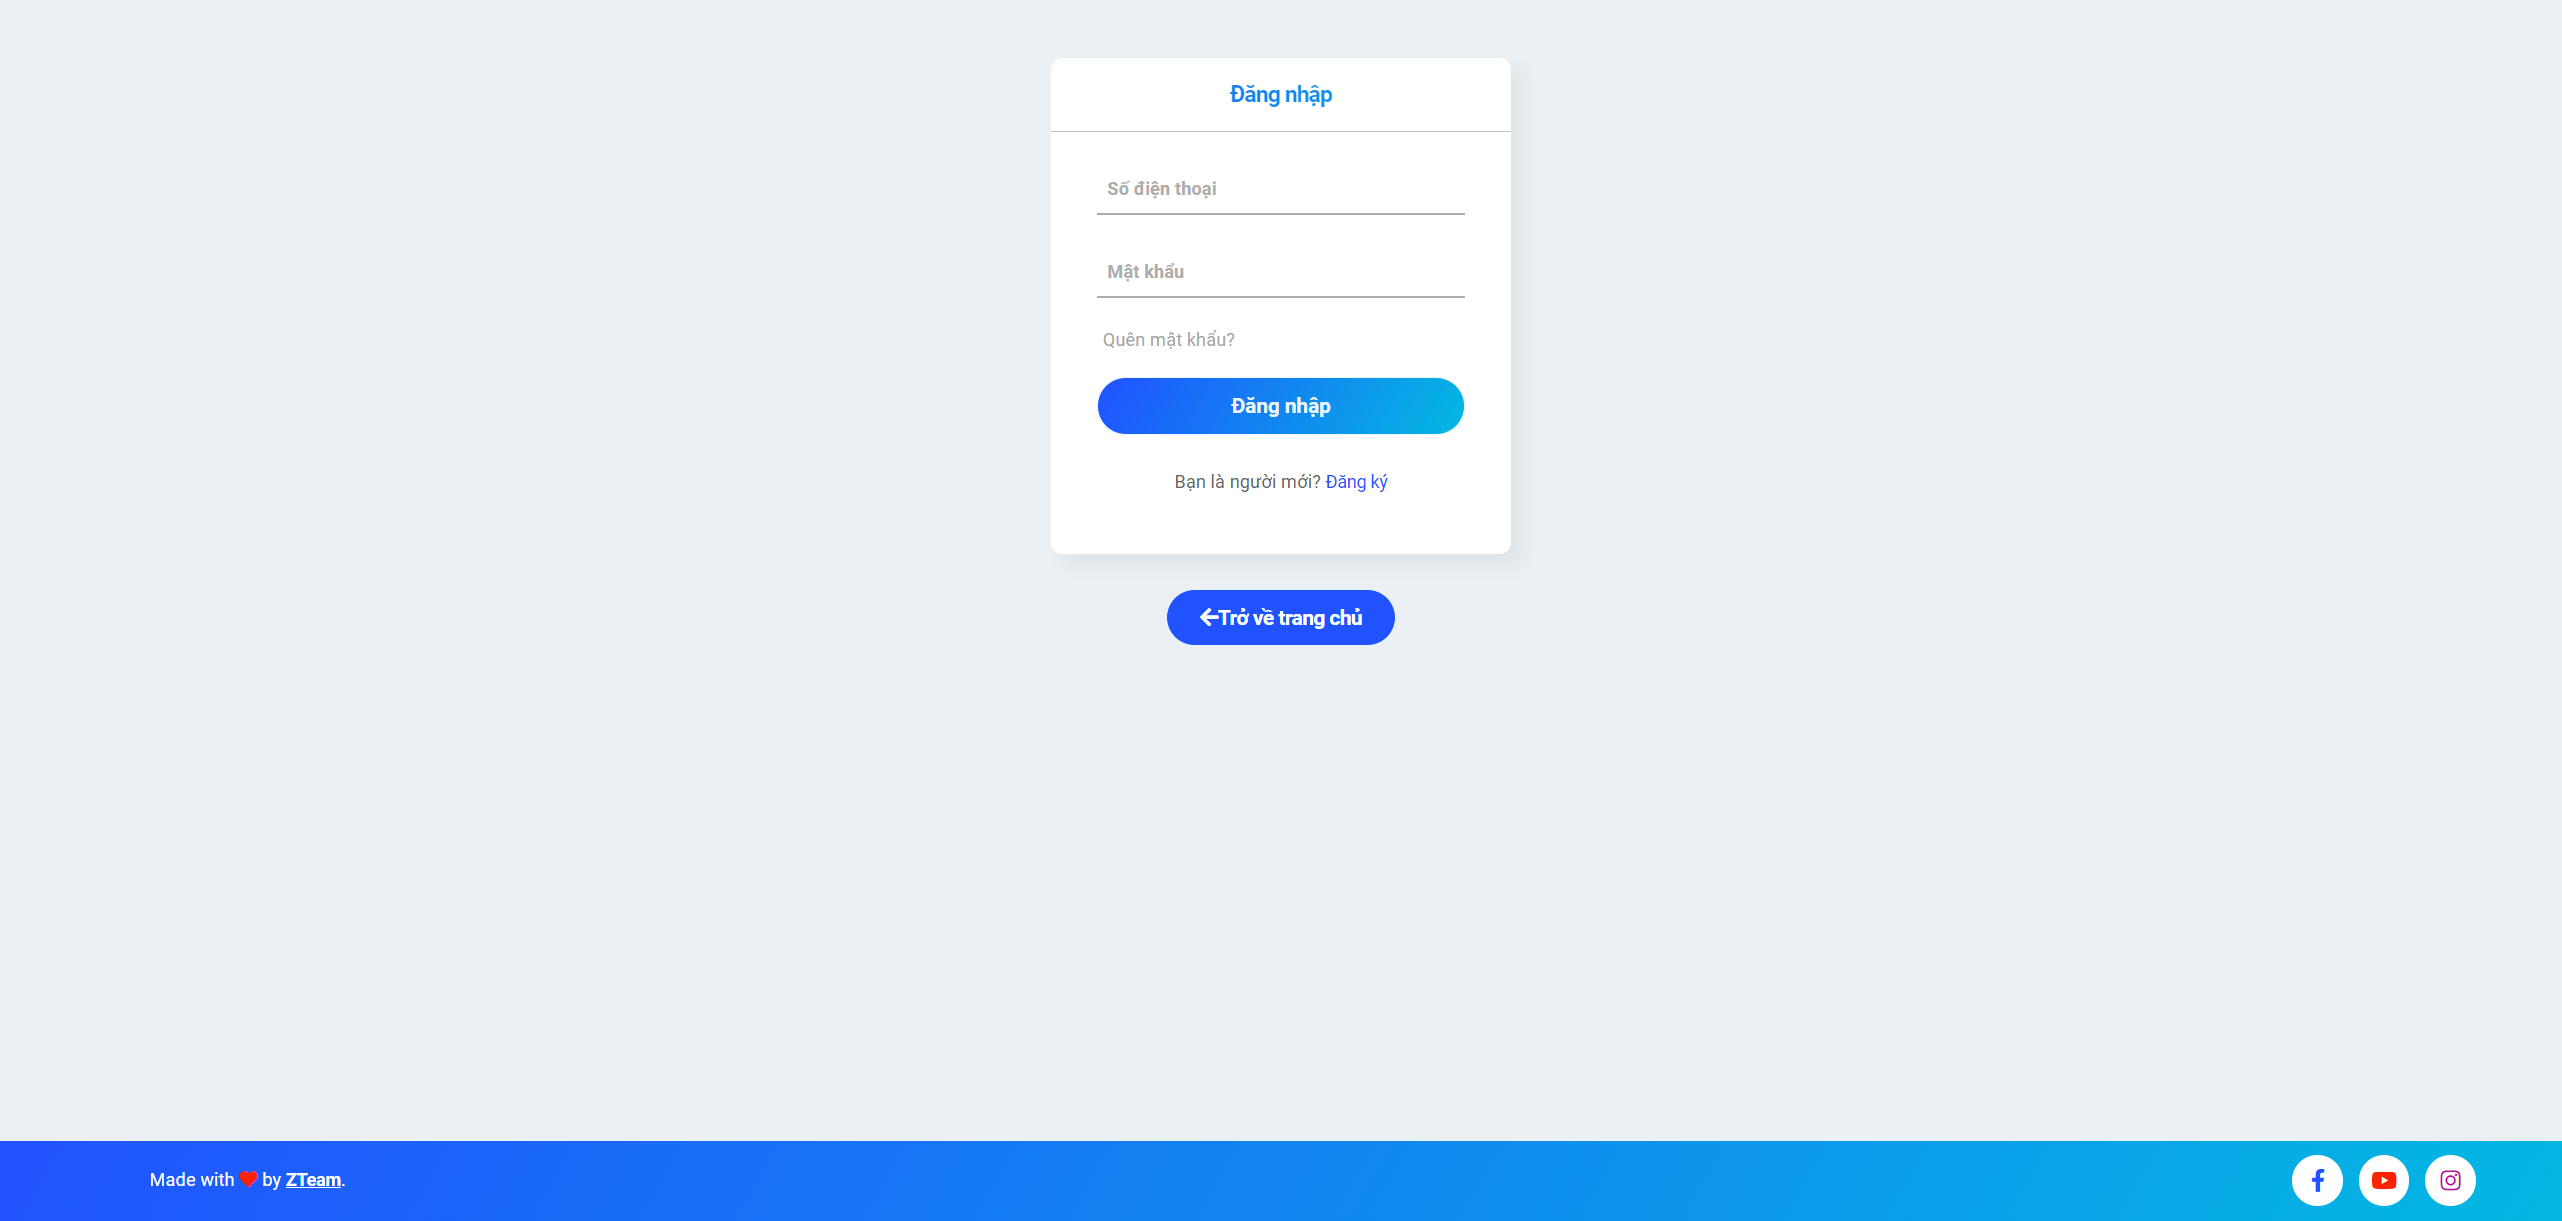 Đăng nhập
Số điện thoại
Mật khẩu
Quên mật khẩu?
Đăng nhập
Bạn là người mới? Đăng ký
Trở về trang chủ
Made with ❤ by ZTeam.